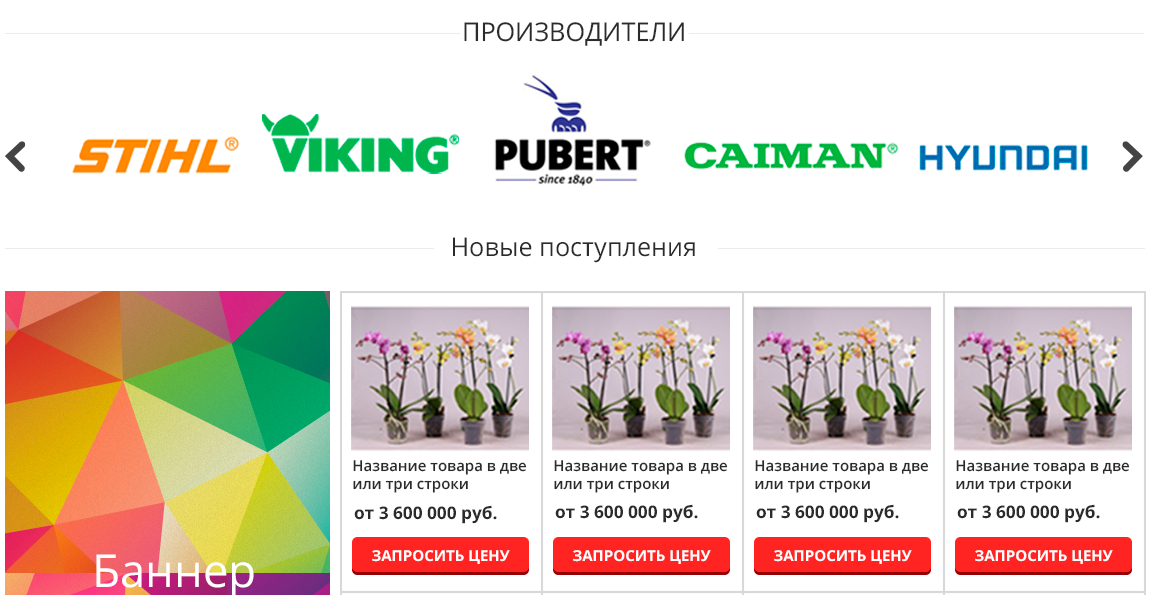 ПРОИЗВОДИТЕЛИ
STIHL®
VIKING®
PUBERT®
since 1840
CAIMAN®
HYUNDAI
Новые поступления
Баннер
Название товара в две
или три строки
от 3 600 000 руб.
ЗАПРОСИТЬ ЦЕНУ
Название товара в две
или три строки
от 3 600 000 руб.
ЗАПРОСИТЬ ЦЕНУ
Название товара в две
или три строки
от 3 600 000 руб.
ЗАПРОСИТЬ ЦЕНУ
Название товара в две
или три строки
от 3 600 000 руб.
ЗАПРОСИТЬ ЦЕНУ